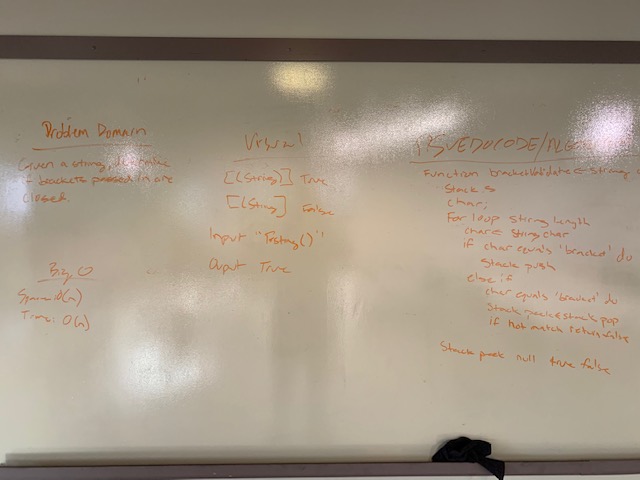 Problem Domain
Given a string, determine
if brackets passed in are
closed.
Big O
Space: O(n)
Time: O(n)
Visual
[(String)] True
[(String] False
Input "Testing()"
Ouput True
PSUEDOCODE/
Function bracketValidate ← string
Stack s
char;
For loop string length
char ← String char
if char equals 'bracket' do
Stack push
else if
char equals 'bracket' do
Stack peek & stack pop
if not match return false
Stack peek null true false